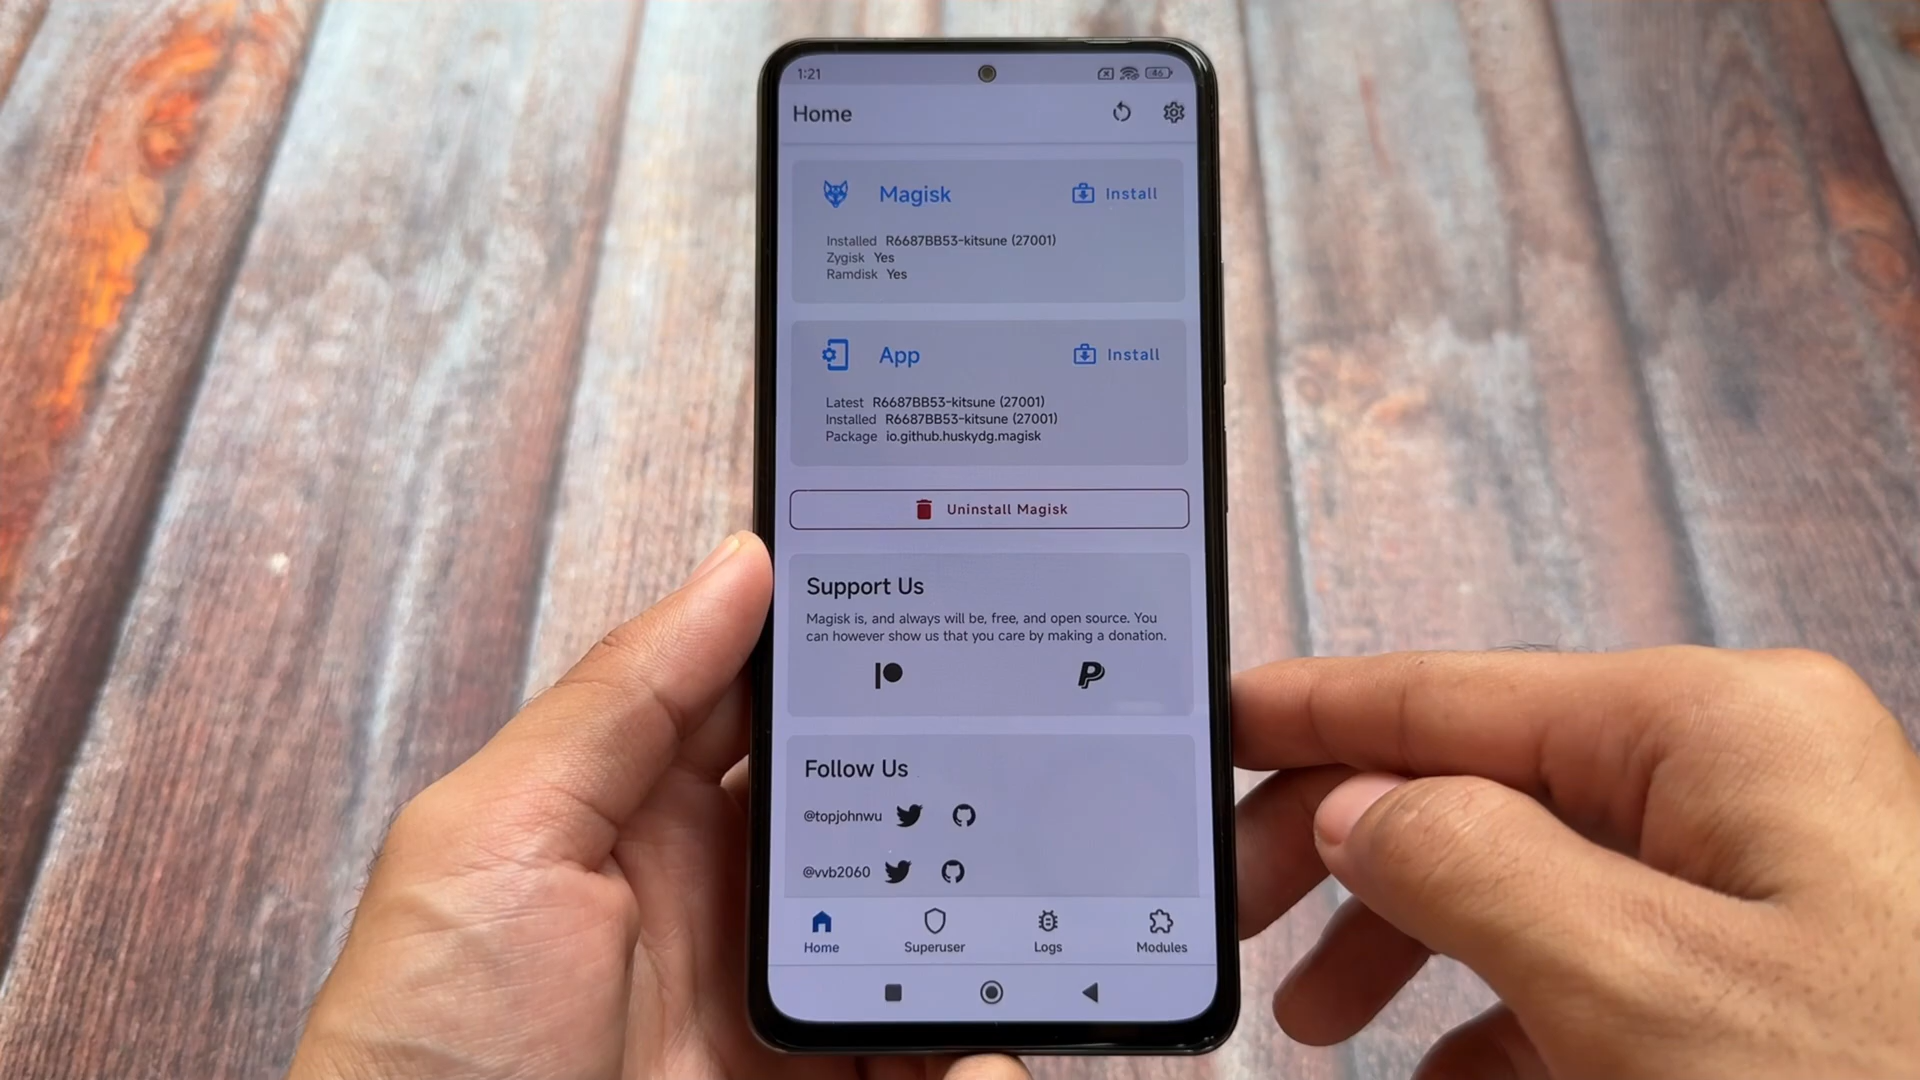 1:21
46
Home
Magisk
Install
Installed R6687BB53-kitsune (27001)
Zygisk Yes
Ramdisk Yes
App
Install
Latest R6687BB53-kitsune (27001)
Installed R6687BB53-kitsune (27001)
Package io.github.huskydg.magisk
Uninstall Magisk
Support Us
Magisk is, and always will be, free, and open source. You
can however show us that you care by making a donation.
Follow Us
@topjohnwu
@vvb2060
Home Superuser Logs Modules